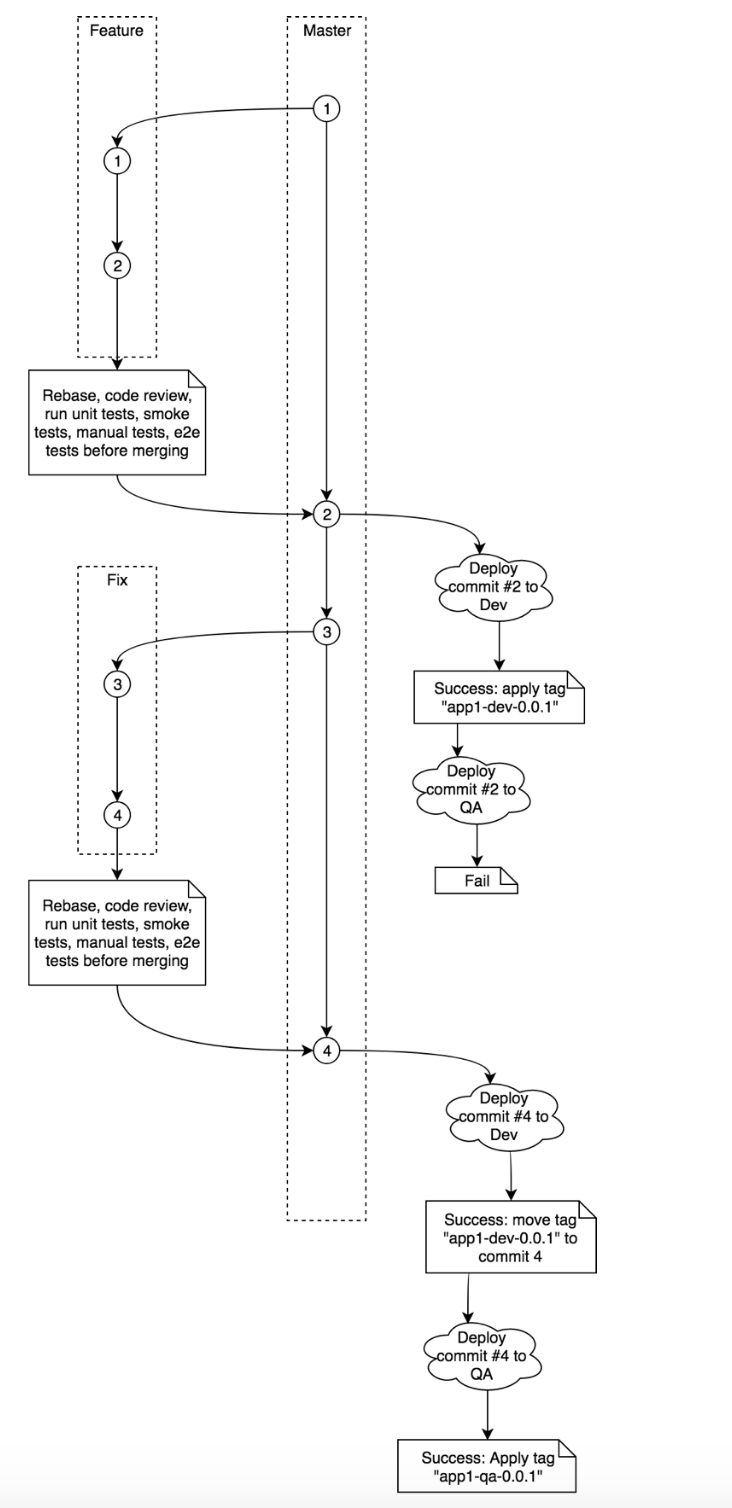 Feature
Master
1
1
2
Rebase, code review,
run unit tests, smoke
tests, manual tests, e2e
tests before merging
2
Deploy
commit #2 to
Dev
Fix
3
3
Success: apply tag
"app1-dev-0.0.1"
Deploy
commit #2 to
QA
4
Fail
Rebase, code review,
run unit tests, smoke
tests, manual tests, e2e
tests before merging
4
Deploy
commit #4 to
Dev
Success: move tag
"app1-dev-0.0.1" to
commit 4
Deploy
commit #4 to
QA
Success: Apply tag
"app1-qa-0.0.1"